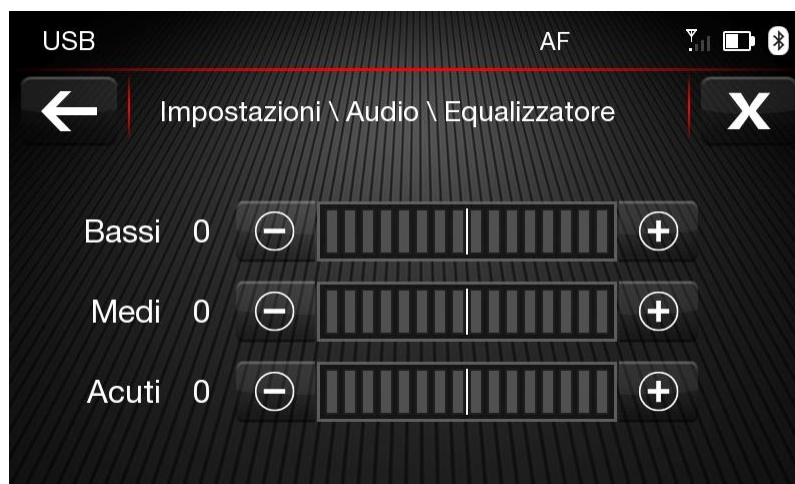 USB AF
Impostazioni \ Audio \ Equalizzatore X
Bassi 0
Medi 0
Acuti 0